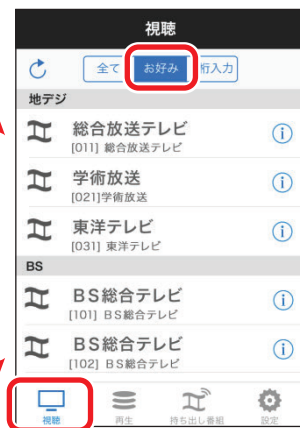 視聴
全て お好み 桁入力
地デジ
総合放送テレビ
[011] 総合放送テレビ
学術放送
[021]学術放送
東洋テレビ
[031] 東洋テレビ
BS
BS総合テレビ
[101] BS総合テレビ
BS総合テレビ
[102] BS総合テレビ
視聴 再生 持ち出し番組 設定